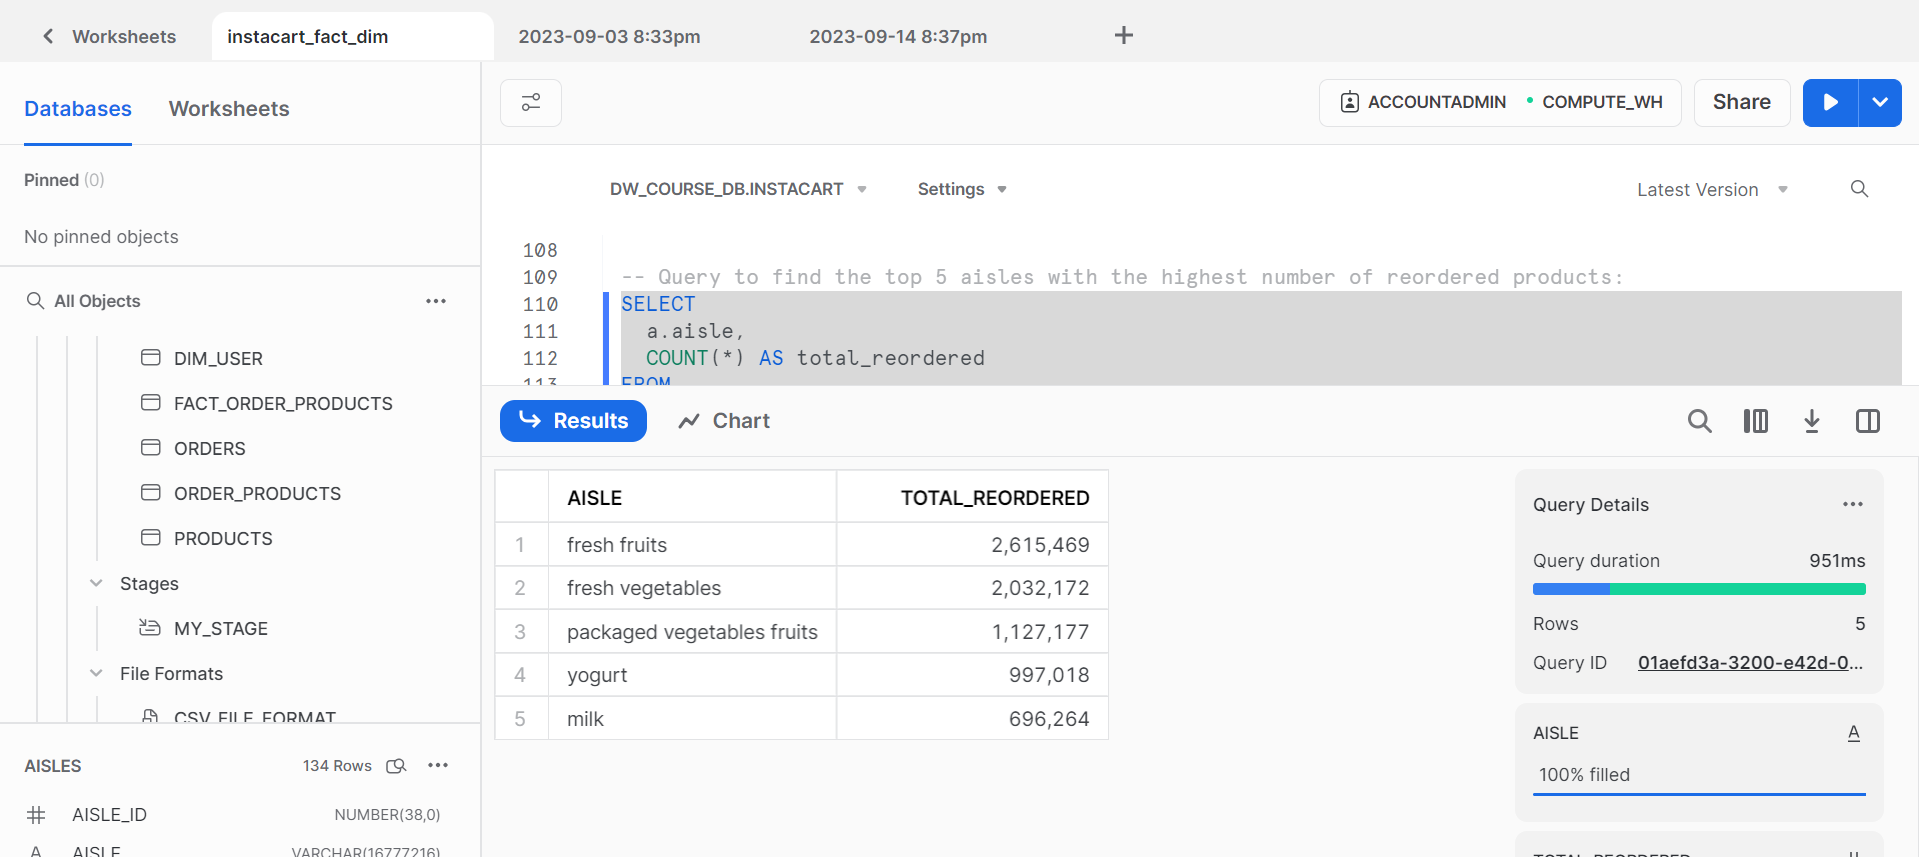 Worksheets
instacart_fact_dim
2023-09-03 8:33pm
2023-09-14 8:37pm
Databases
Worksheets
Pinned (0)
No pinned objects
All Objects
DIM_USER
FACT_ORDER_PRODUCTS
ORDERS
ORDER_PRODUCTS
PRODUCTS
Stages
MY_STAGE
File Formats
CSV_FILE_FORMAT
AISLES
134 Rows
AISLE_ID NUMBER(38,0)
AISLE VARCHAR(16777216)
ACCOUNTADMIN
COMPUTE_WH
Share
DW_COURSE_DB.INSTACART
Settings
Latest Version
108
109 -- Query to find the top 5 aisles with the highest number of reordered products:
110 SELECT
111 a.aisle,
112 COUNT(*) AS total_reordered
113 FROM
Results
Chart
AISLE TOTAL_REORDERED
1 fresh fruits 2,615,469
2 fresh vegetables 2,032,172
3 packaged vegetables fruits 1,127,177
4 yogurt 997,018
5 milk 696,264
Query Details
Query duration 951ms
Rows 5
Query ID 01aefd3a-3200-e42d-0...
AISLE
100% filled
TOTAL_REORDERED